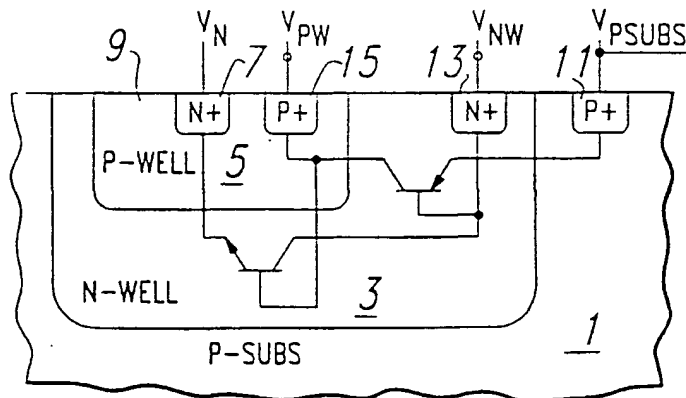 V_N V_PW V_NW V_PSUBS
9 7 15 13 11
N+ P+ N+ P+
P-WELL 5
N-WELL 3
P-SUBS 1